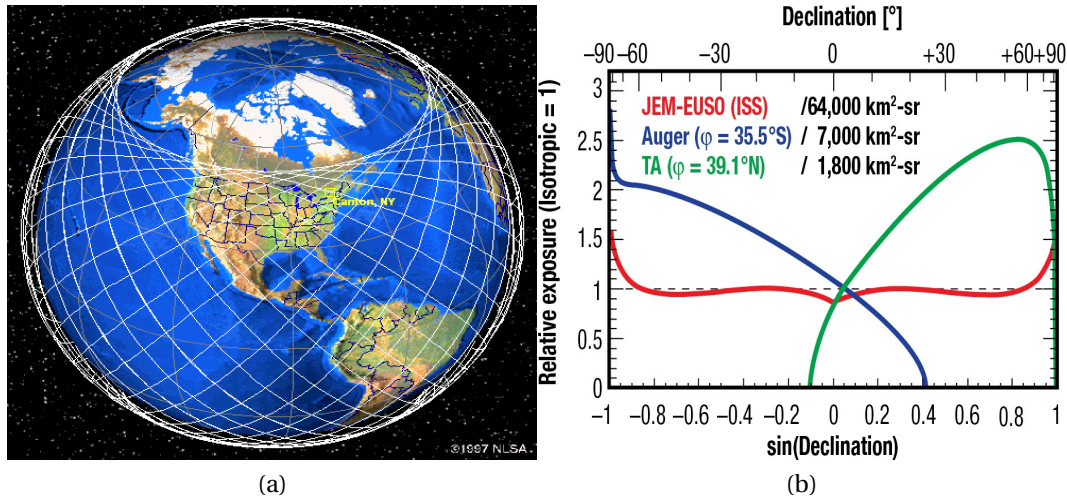 Canton, NY
©1997 NLSA
(a)
Declination [°]
−90 −60 −30 0 +30 +60 +90
Relative exposure (Isotropic = 1)
3
2.5
2
1.5
1
0.5
0
JEM-EUSO (ISS) /64,000 km²-sr
Auger (φ = 35.5°S) / 7,000 km²-sr
TA (φ = 39.1°N) / 1,800 km²-sr
−1 −0.8 −0.6 −0.4 −0.2 0 0.2 0.4 0.6 0.8 1
sin(Declination)
(b)